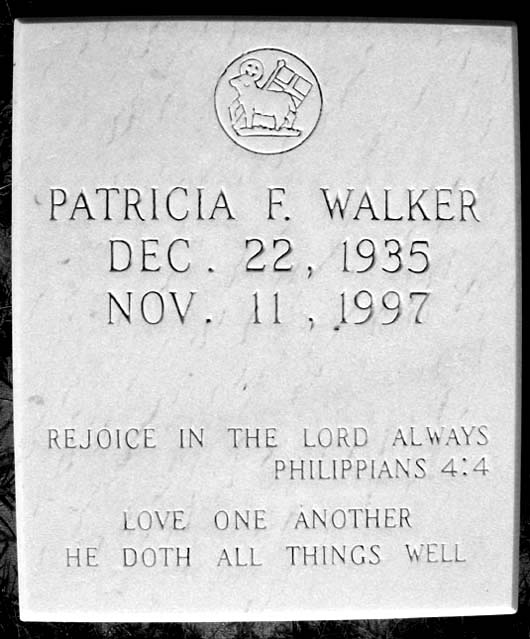 PATRICIA F. WALKER
DEC. 22, 1935
NOV. 11, 1997
REJOICE IN THE LORD ALWAYS
PHILIPPIANS 4:4
LOVE ONE ANOTHER
HE DOTH ALL THINGS WELL